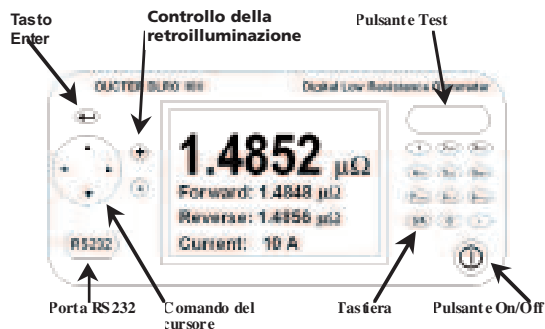 Tasto
Enter
Controllo della
retroilluminazione
Pulsante Test
DUCTER DLRO
Digital Low Resistance Ohmmeter
1.4852 µΩ
Forward: 1.4848 µΩ
Reverse: 1.4856 µΩ
Current: 10 A
RS232
Porta RS232
Comando del
cursore
Tastiera
Pulsante On/Off